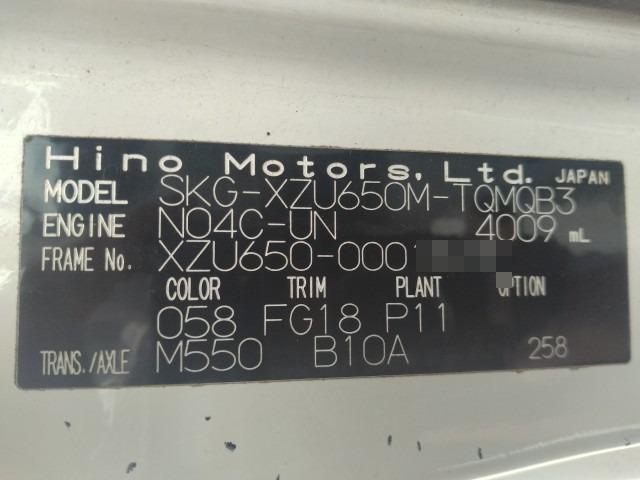 Hino Motors, Ltd. JAPAN
MODEL SKG-XZU650M-TQMQB3
ENGINE N04C-UN 4009 mL
FRAME No. XZU650-0001
COLOR TRIM PLANT
058 FG18 P11
TRANS./AXLE M550 B10A 258